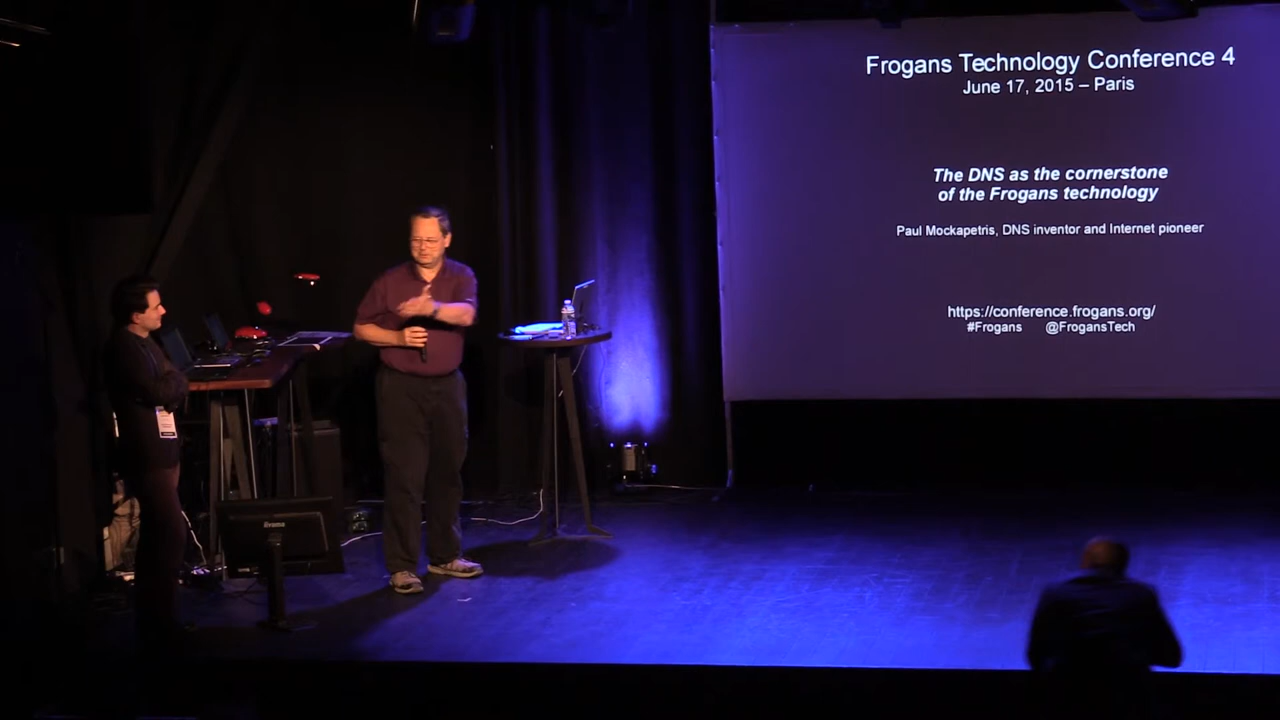 Frogans Technology Conference 4
June 17, 2015 – Paris
The DNS as the cornerstone
of the Frogans technology
Paul Mockapetris, DNS inventor and Internet pioneer
https://conference.frogans.org/
#Frogans @FrogansTech
iiyama